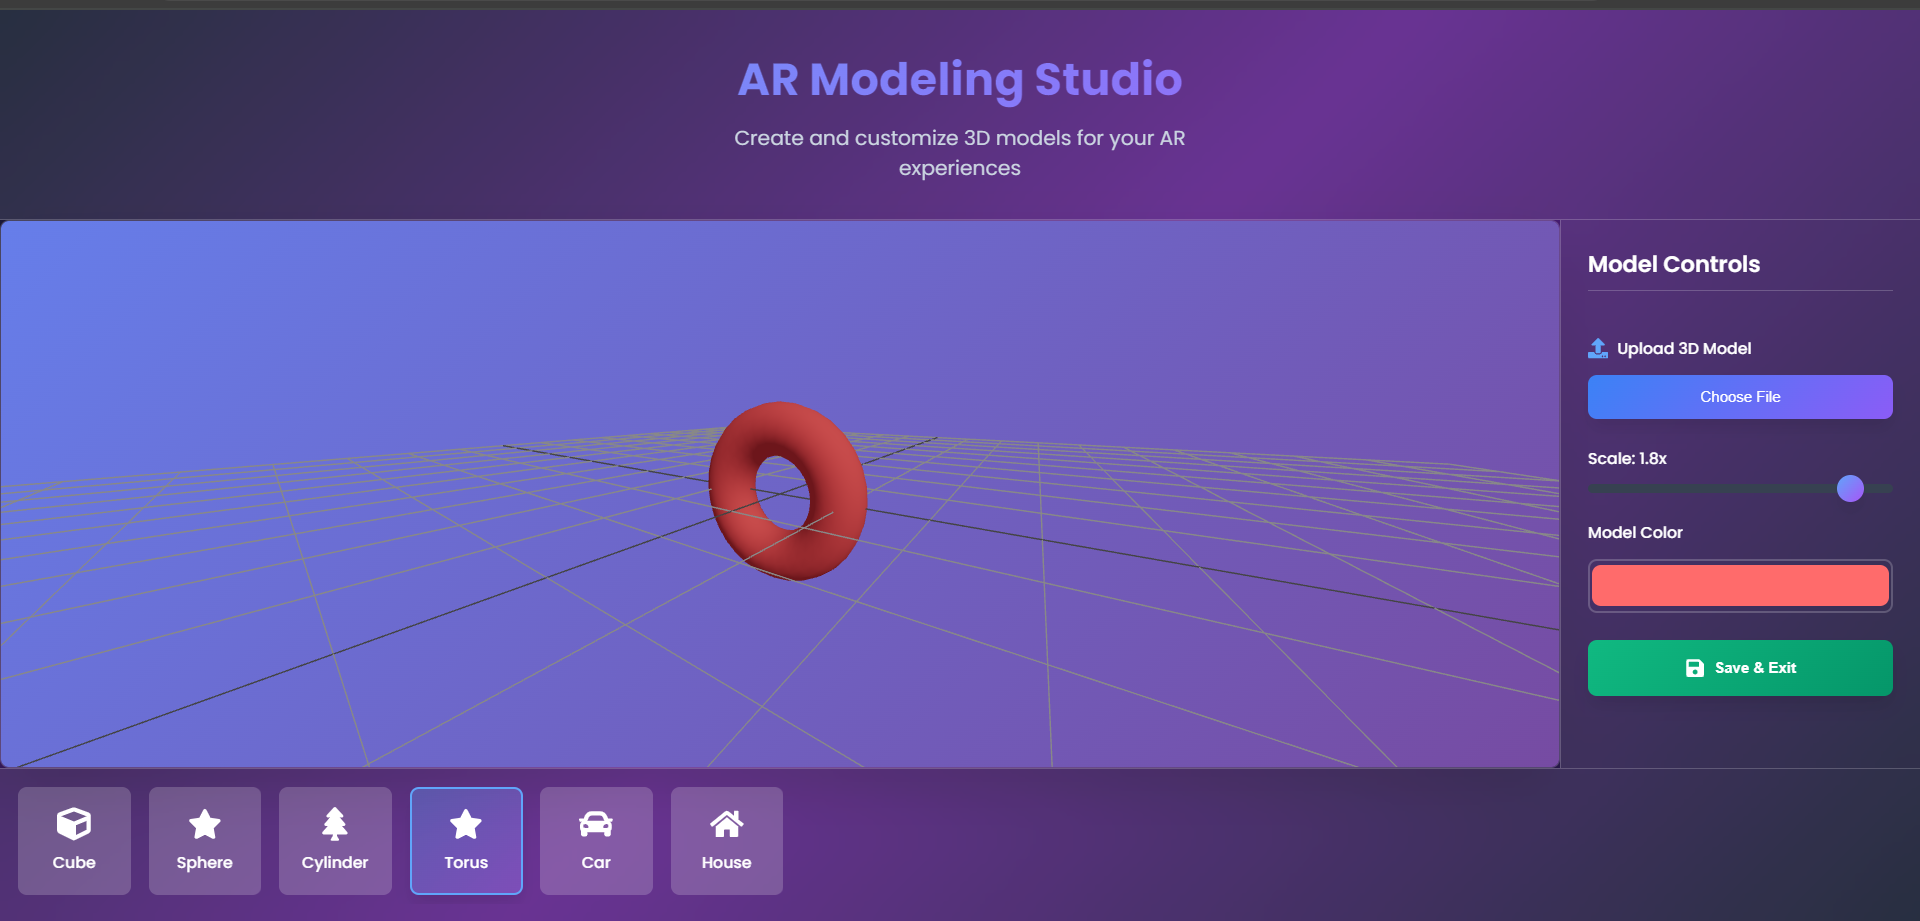 AR Modeling Studio
Create and customize 3D models for your AR
experiences
Model Controls
Upload 3D Model
Choose File
Scale: 1.8x
Model Color
Save & Exit
Cube
Sphere
Cylinder
Torus
Car
House